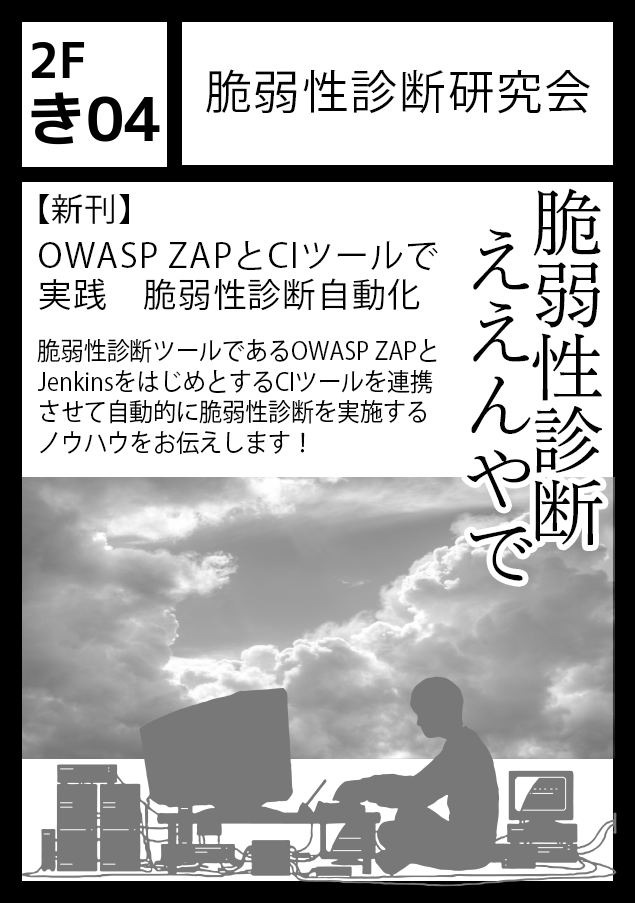 2F
き04
脆弱性診断研究会
【新刊】
OWASP ZAPとCIツールで
実践　脆弱性診断自動化
脆弱性診断ツールであるOWASP ZAPと
JenkinsをはじめとするCIツールを連携
させて自動的に脆弱性診断を実施する
ノウハウをお伝えします！
脆弱性診断
ええんやで